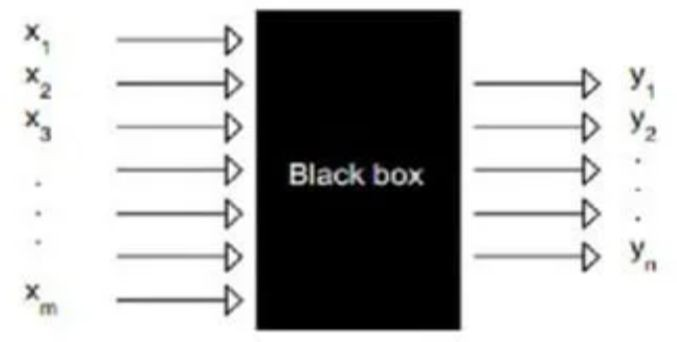 x₁
x₂
x₃
.
.
.
xₘ
Black box
y₁
y₂
.
.
.
yₙ